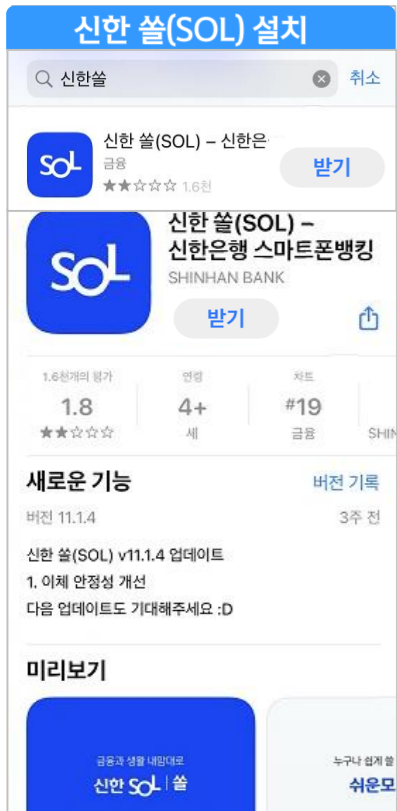 신한 쏠(SOL) 설치
신한쏠
취소
SOL
신한 쏠(SOL) – 신한은
금융
1.6천
받기
SOL
신한 쏠(SOL) –
신한은행 스마트폰뱅킹
SHINHAN BANK
받기
1.6천개의 평가
연령
차트
1.8
4+
#19
세
금융
SHIN
새로운 기능
버전 기록
버전 11.1.4
3주 전
신한 쏠(SOL) v11.1.4 업데이트
1. 이체 안정성 개선
다음 업데이트도 기대해주세요 :D
미리보기
금융과 생활 내맘대로
누구나 쉽게 쓸
신한 SOL | 쏠
쉬운모